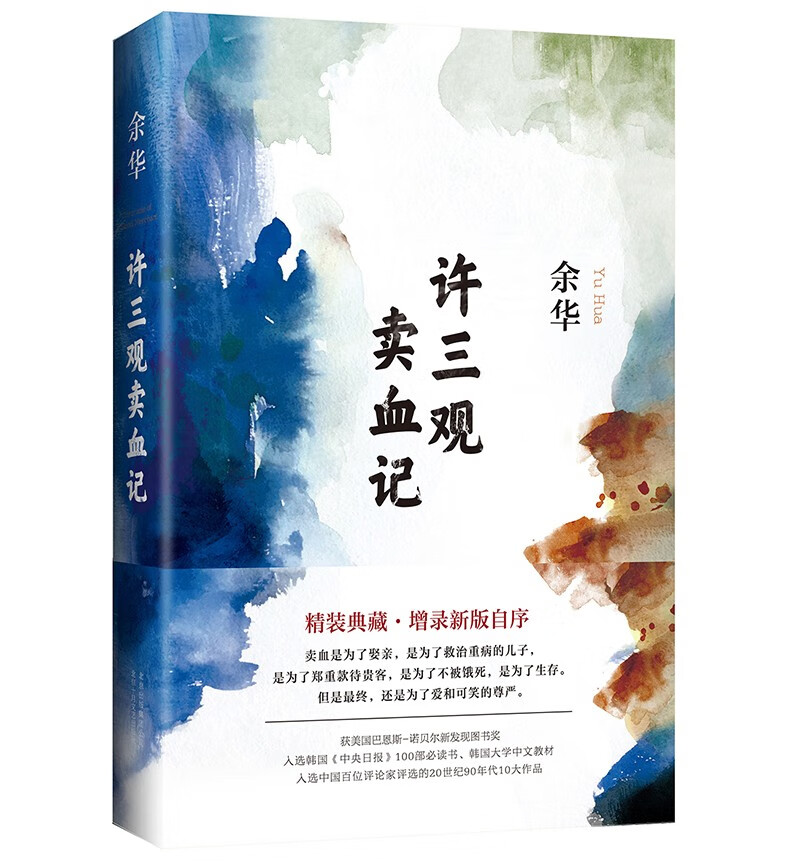 余华
许三观卖血记
许三观
卖血记
余华
Yu Hua
精装典藏·增录新版自序
卖血是为了娶亲，是为了救治重病的儿子，
是为了郑重款待贵客，是为了不被饿死，是为了生存。
但是最终，还是为了爱和可笑的尊严。
获美国巴恩斯-诺贝尔新发现图书奖
入选韩国《中央日报》100部必读书、韩国大学中文教材
入选中国百位评论家评选的20世纪90年代10大作品